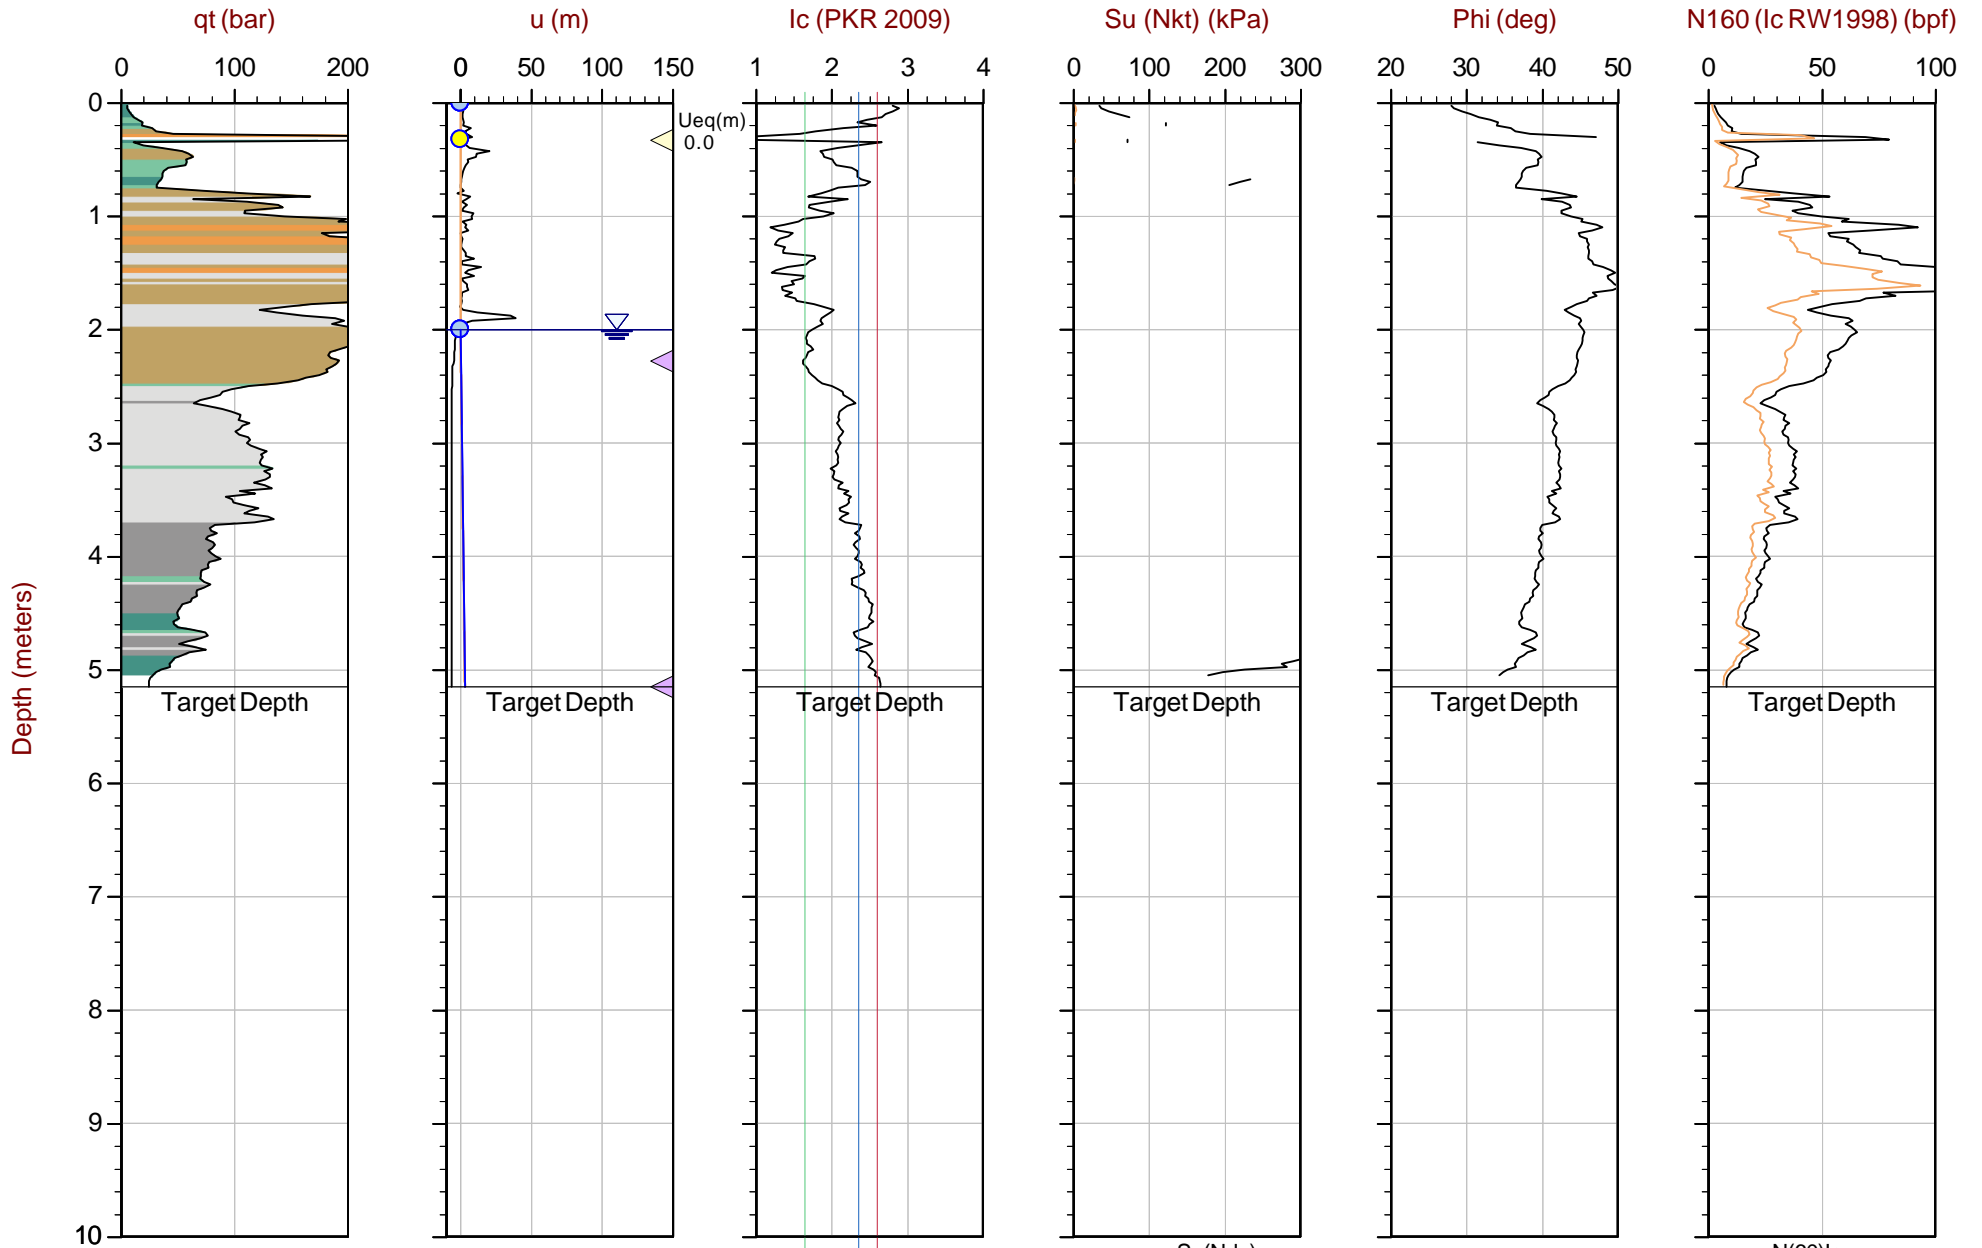 qt (bar) u (m) Ic (PKR 2009) Su (Nkt) (kPa) Phi (deg) N160 (Ic RW1998) (bpf)
0 100 200 0 50 100 150 1 2 3 4 0 100 200 300 20 30 40 50 0 50 100
0
Ueq(m)
0.0
1
2
3
4
5
Target Depth Target Depth Target Depth Target Depth Target Depth Target Depth
Depth (meters)
6
7
8
9
10